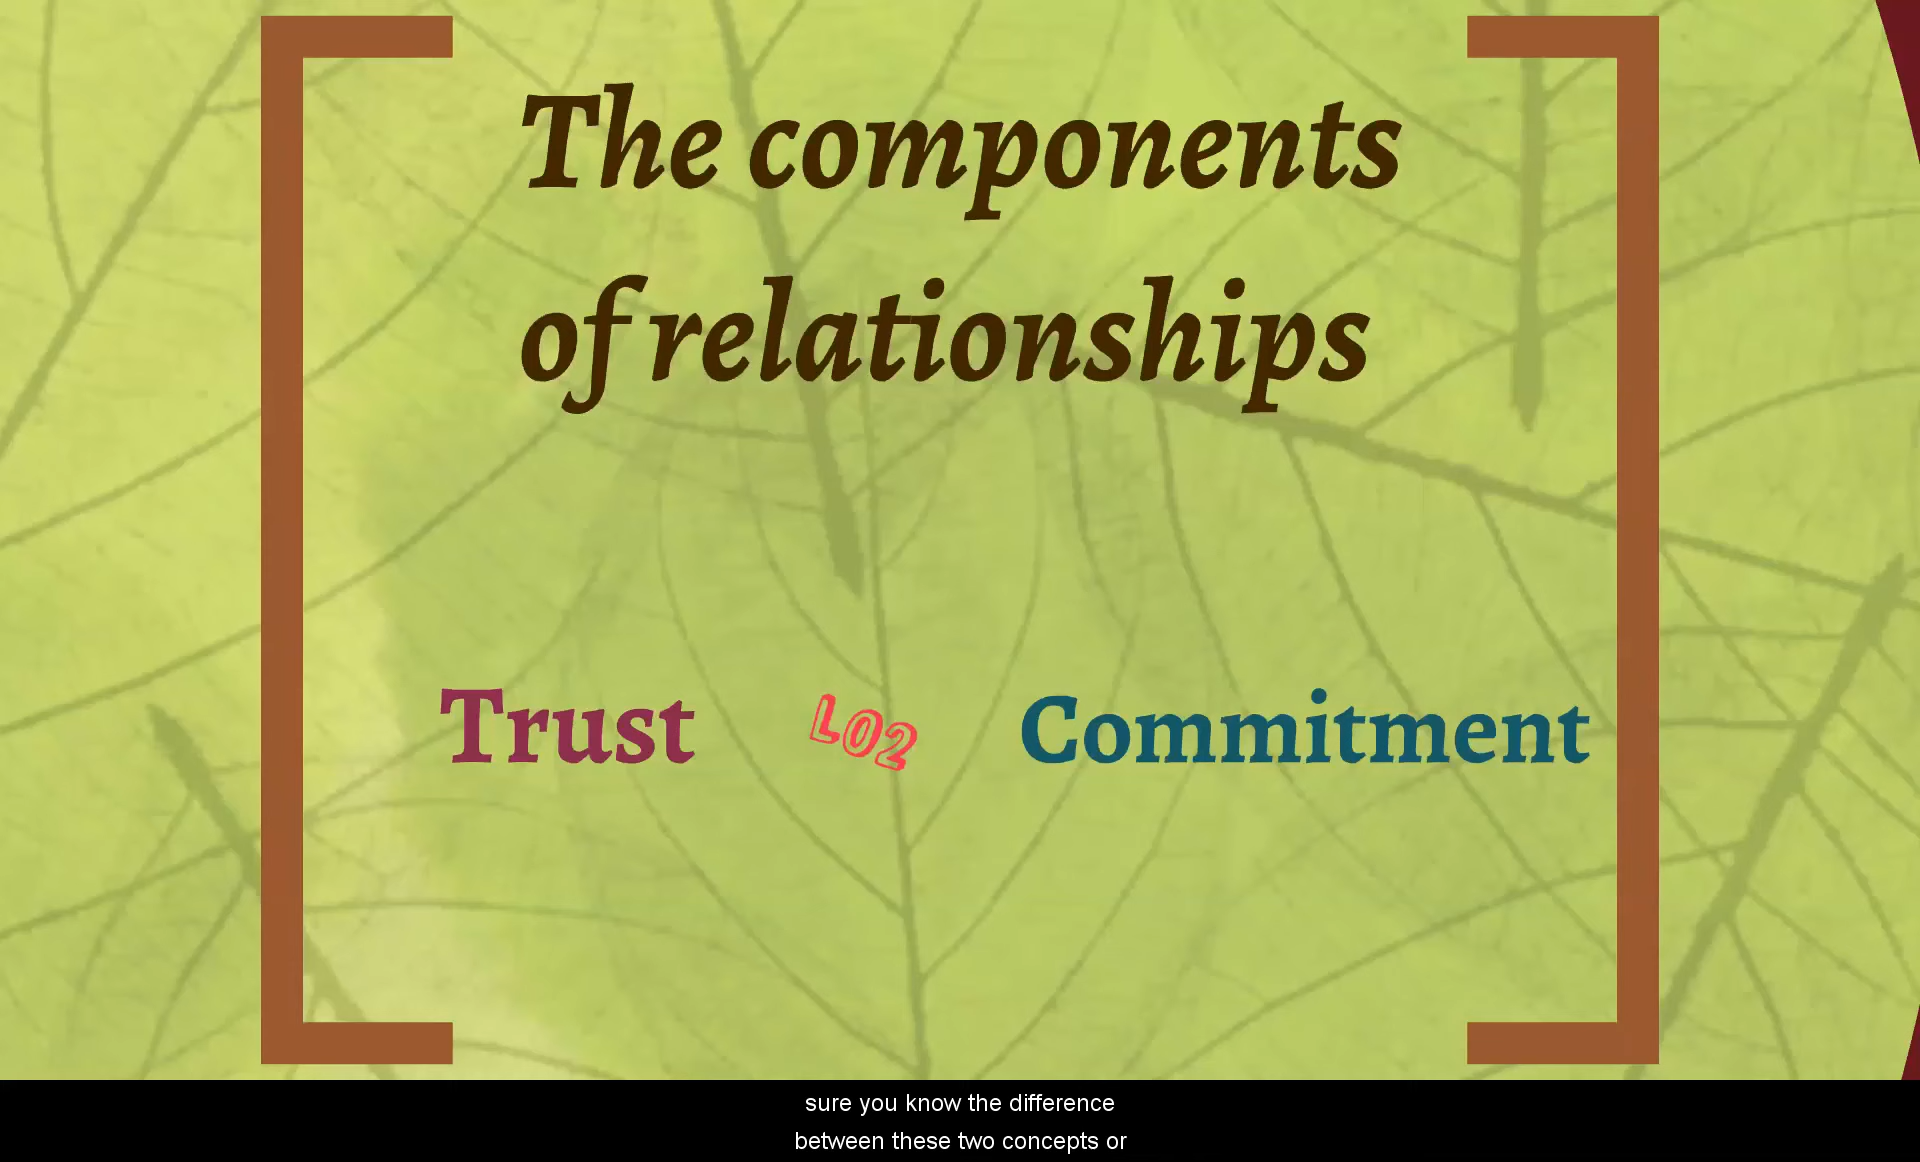 The components
of relationships
Trust LO2 Commitment
sure you know the difference
between these two concepts or